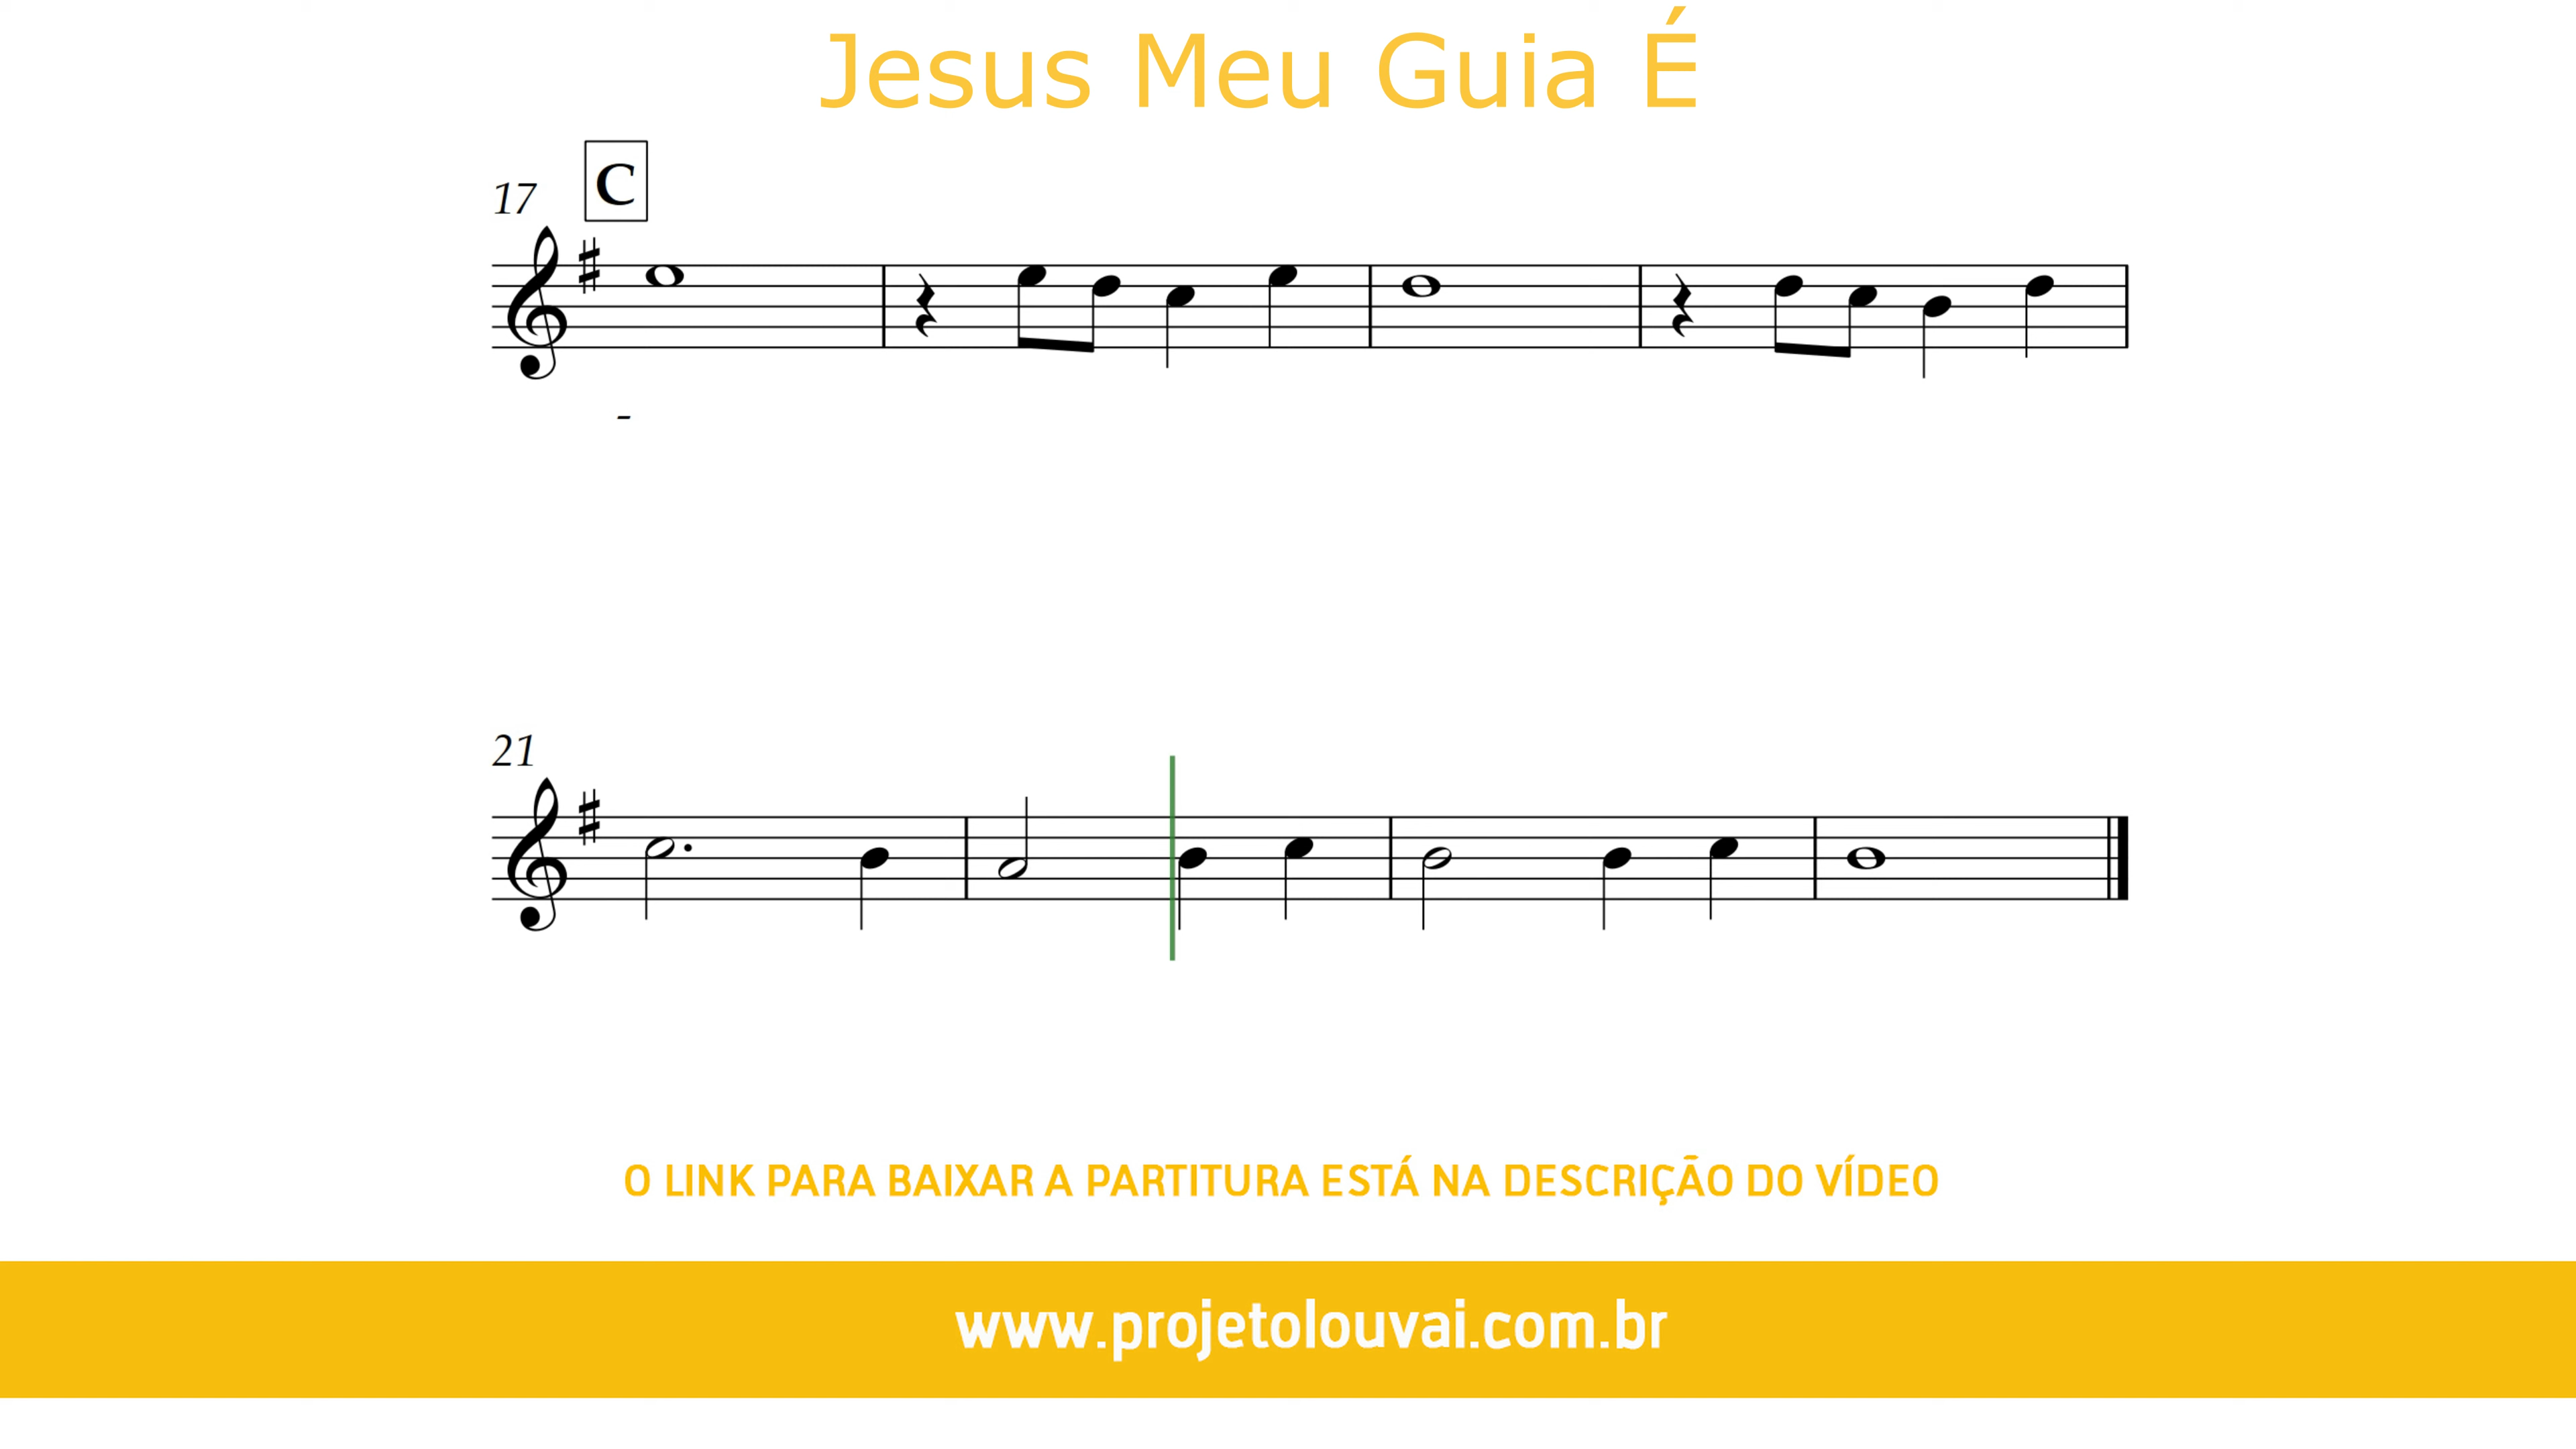 Jesus Meu Guia É
C
17
-
21
O LINK PARA BAIXAR A PARTITURA ESTÁ NA DESCRIÇÃO DO VÍDEO
www.projetolouvai.com.br